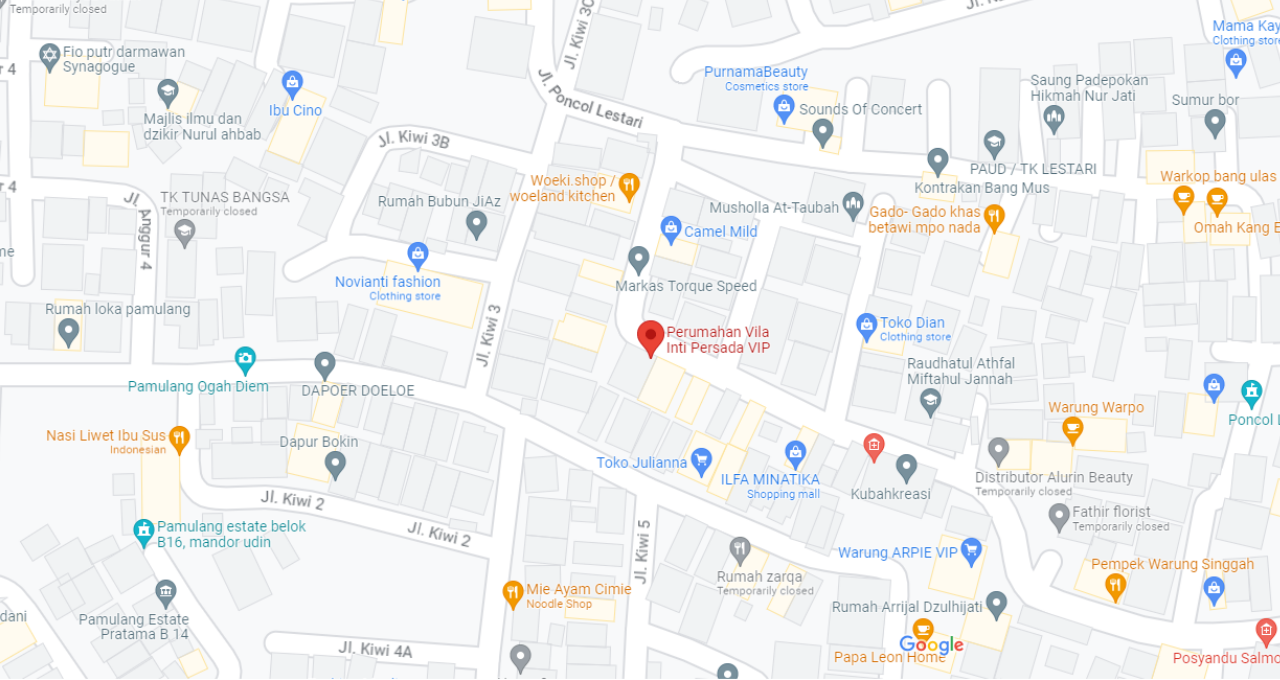 Temporarily closed
Fio putr darmawan
Synagogue
r 4
Majlis ilmu dan
dzikir Nurul ahbab
Ibu Cino
Jl. Kiwi 3C
Jl. Poncol Lestari
Jl. Kiwi 3B
PurnamaBeauty
Cosmetics store
Sounds Of Concert
Mama Kay
Clothing store
Saung Padepokan
Hikmah Nur Jati
Sumur bor
PAUD / TK LESTARI
Kontrakan Bang Mus
Warkop bang ulas
Omah Kang E
r 4
Jl. Anggur 4
TK TUNAS BANGSA
Temporarily closed
Rumah Bubun JiAz
Woeki.shop /
woeland kitchen
Musholla At-Taubah
Gado- Gado khas
betawi mpo nada
Camel Mild
me
Novianti fashion
Clothing store
Markas Torque Speed
Rumah loka pamulang
Jl. Kiwi 3
Perumahan Vila
Inti Persada VIP
Toko Dian
Clothing store
Raudhatul Athfal
Miftahul Jannah
Pamulang Ogah Diem
DAPOER DOELOE
Warung Warpo
Poncol L
Nasi Liwet Ibu Sus
Indonesian
Dapur Bokin
Toko Julianna
ILFA MINATIKA
Shopping mall
Kubahkreasi
Distributor Alurin Beauty
Temporarily closed
Jl. Kiwi 2
Jl. Kiwi 2
Fathir florist
Temporarily closed
Pamulang estate belok
B16, mandor udin
Jl. Kiwi 5
Warung ARPIE VIP
Pempek Warung Singgah
Mie Ayam Cimie
Noodle Shop
Rumah zarqa
Temporarily closed
Rumah Arrijal Dzulhijati
dani
Pamulang Estate
Pratama B 14
Jl. Kiwi 4A
Google
Papa Leon Home
Posyandu Salmo